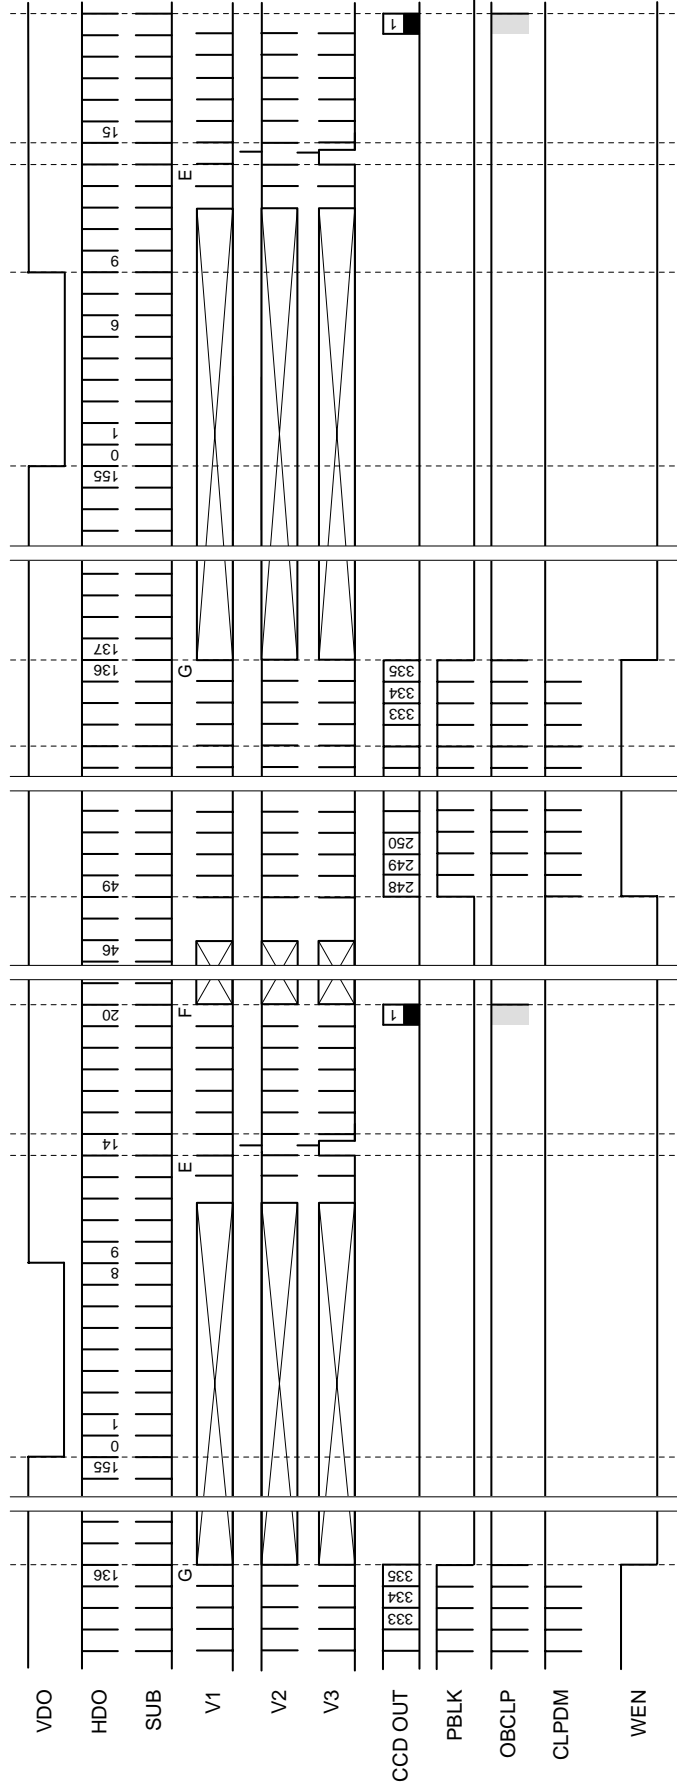 VDO
HDO 136 155 0 1 8 9 14 20 46 49 136 137 155 0 1 6 9 15
SUB
G E F G E
V1
V2
V3
CCD OUT 333 334 335 1 248 249 250 333 334 335 1
PBLK
OBCLP
CLPDM
WEN